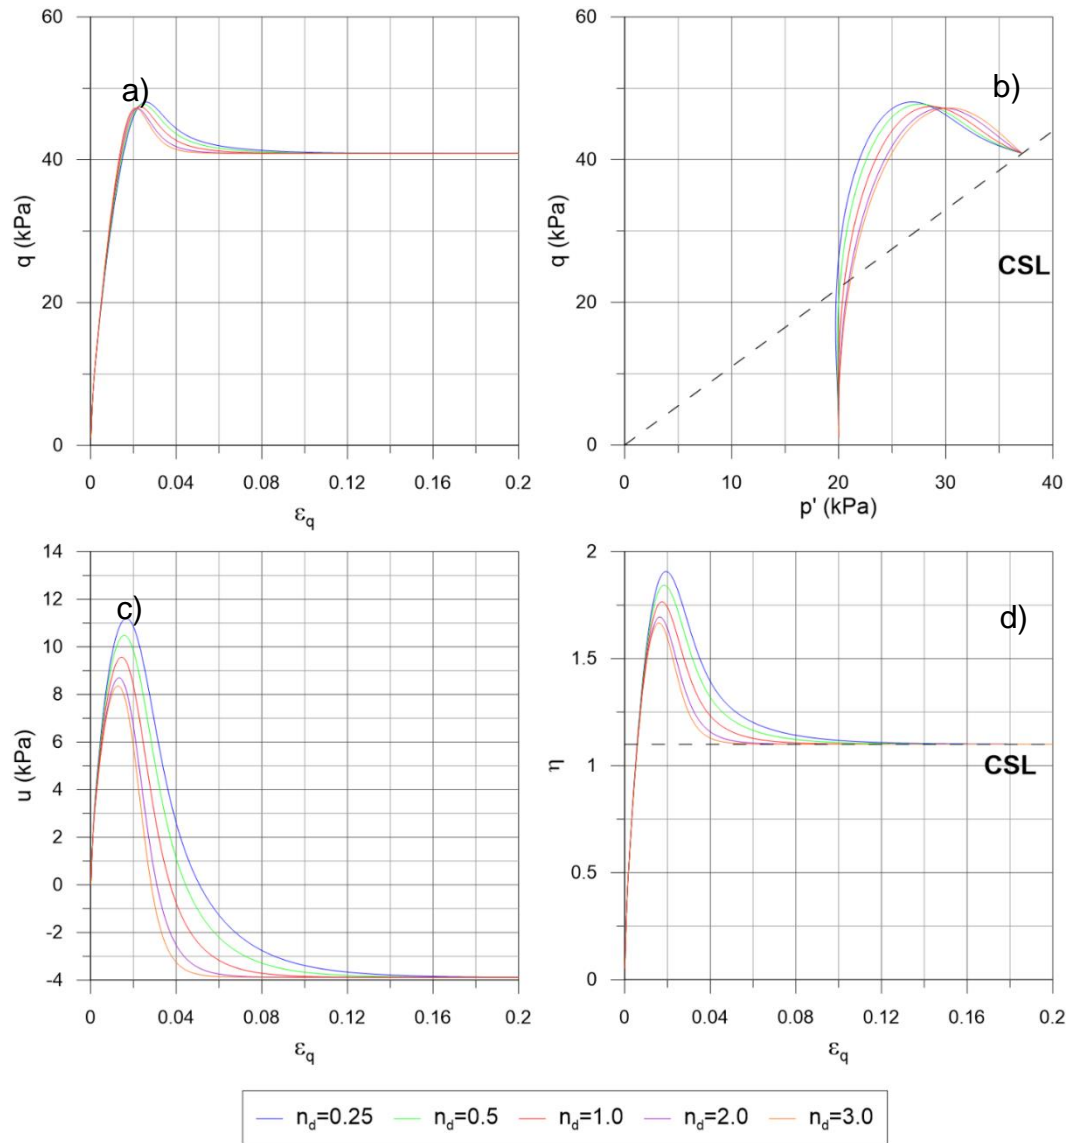 60
40
20
0
q (kPa)
a)
0 0.04 0.08 0.12 0.16 0.2
εq
60
40
20
0
q (kPa)
b)
CSL
0 10 20 30 40
p' (kPa)
14
12
10
8
6
4
2
0
-2
-4
u (kPa)
c)
0 0.04 0.08 0.12 0.16 0.2
εq
2
1.5
1
0.5
0
η
d)
CSL
0 0.04 0.08 0.12 0.16 0.2
εq
nd=0.25 nd=0.5 nd=1.0 nd=2.0 nd=3.0